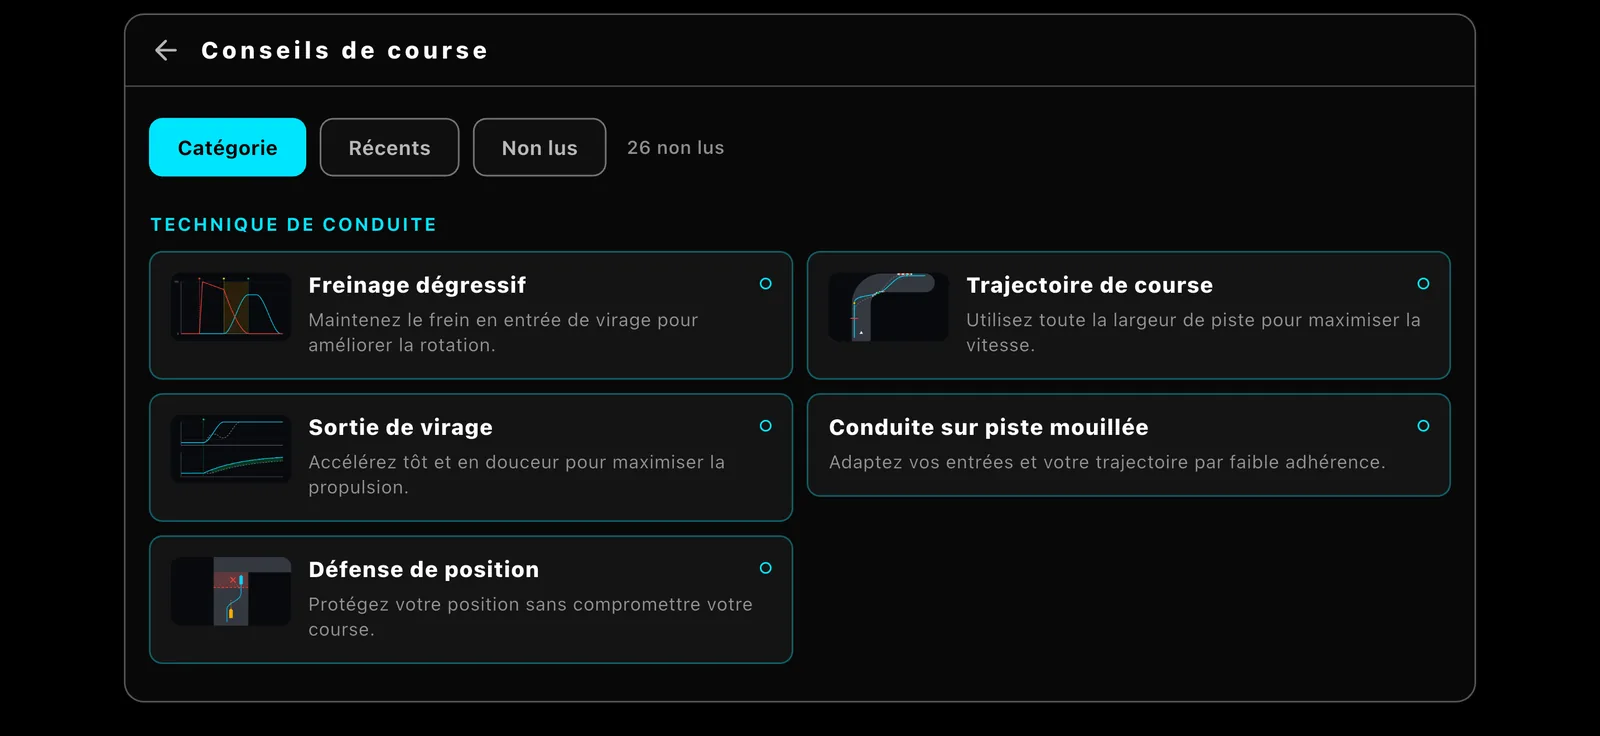 Conseils de course
Catégorie
Récents
Non lus
26 non lus
TECHNIQUE DE CONDUITE
Freinage dégressif
Maintenez le frein en entrée de virage pour
améliorer la rotation.
Trajectoire de course
Utilisez toute la largeur de piste pour maximiser la
vitesse.
Sortie de virage
Accélérez tôt et en douceur pour maximiser la
propulsion.
Conduite sur piste mouillée
Adaptez vos entrées et votre trajectoire par faible adhérence.
Défense de position
Protégez votre position sans compromettre votre
course.